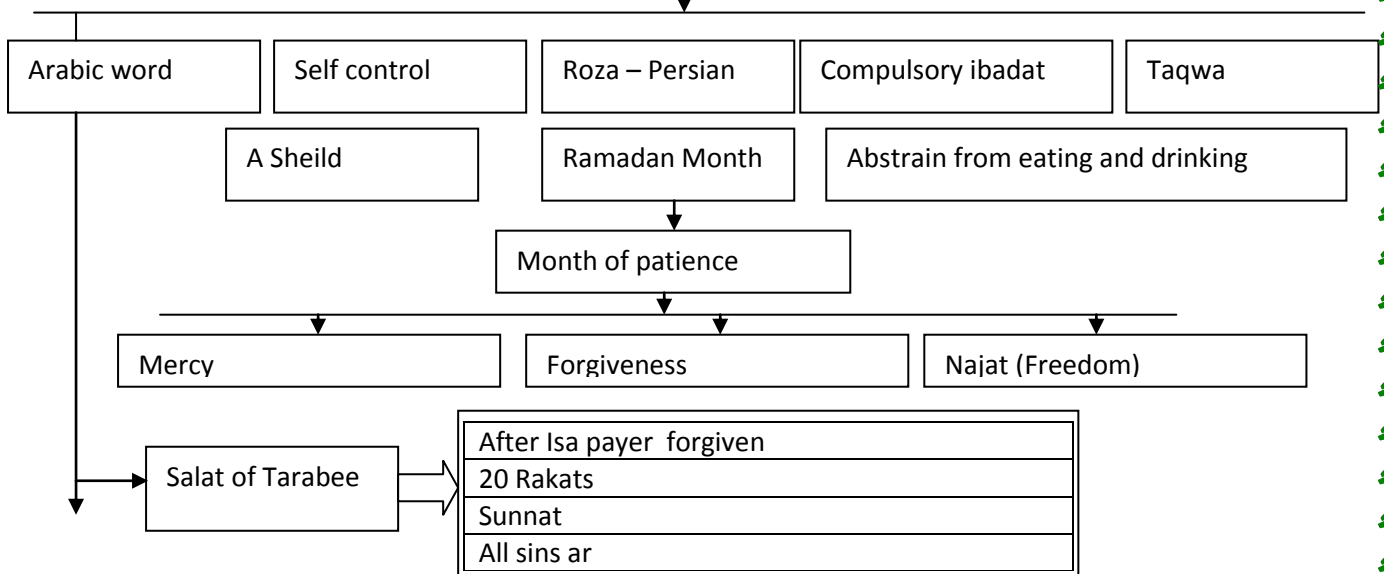 Arabic word
Self control
Roza – Persian
Compulsory ibadat
Taqwa
A Sheild
Ramadan Month
Abstrain from eating and drinking
Month of patience
Mercy
Forgiveness
Najat (Freedom)
Salat of Tarabee
After Isa payer forgiven
20 Rakats
Sunnat
All sins ar